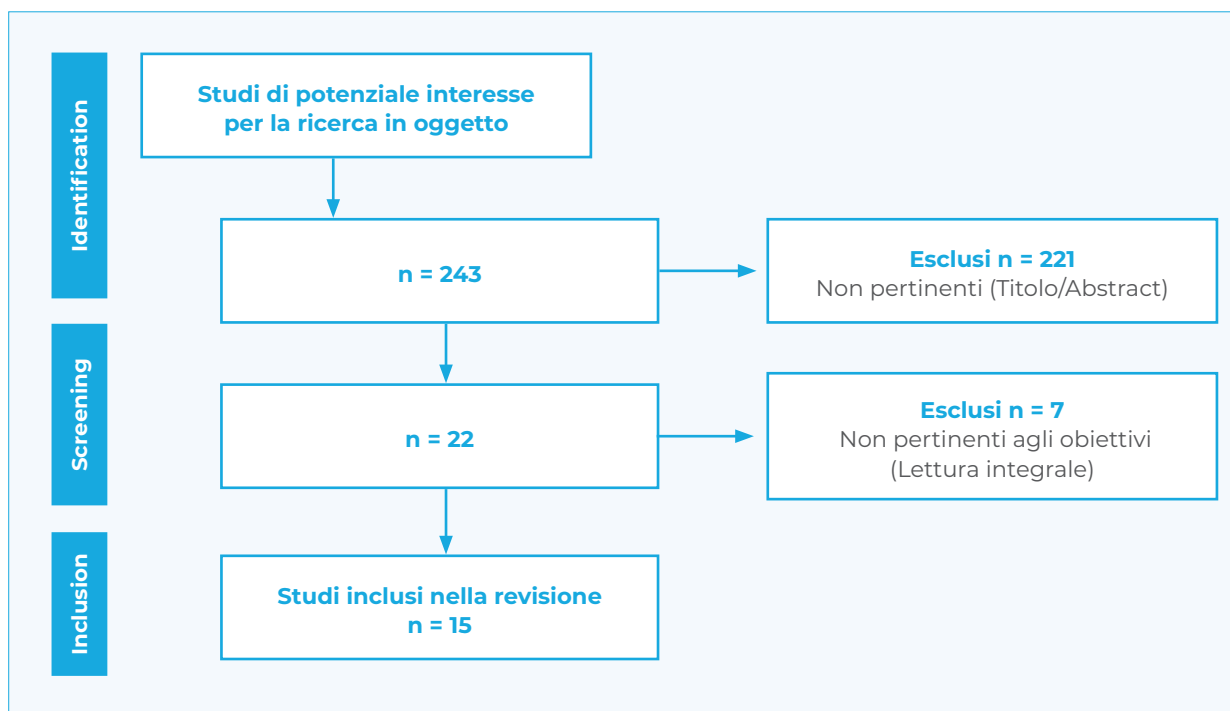 Identification
Studi di potenziale interesse
per la ricerca in oggetto
n = 243
Esclusi n = 221
Non pertinenti (Titolo/Abstract)
Screening
n = 22
Esclusi n = 7
Non pertinenti agli obiettivi
(Lettura integrale)
Inclusion
Studi inclusi nella revisione
n = 15